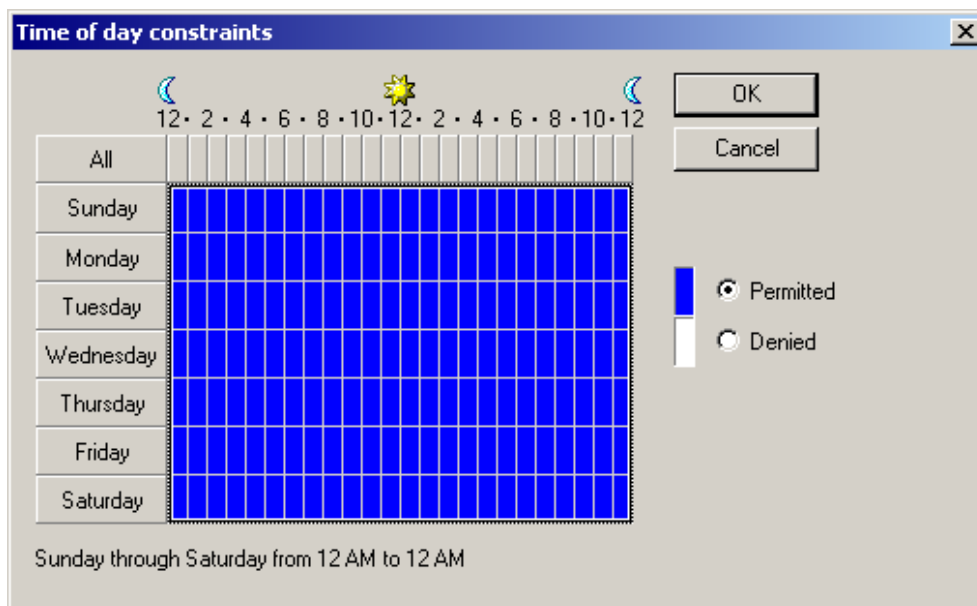 Time of day constraints
12 · 2 · 4 · 6 · 8 · 10 · 12 · 2 · 4 · 6 · 8 · 10 · 12
OK
Cancel
All
Sunday
Monday
Tuesday
Wednesday
Thursday
Friday
Saturday
Permitted
Denied
Sunday through Saturday from 12 AM to 12 AM